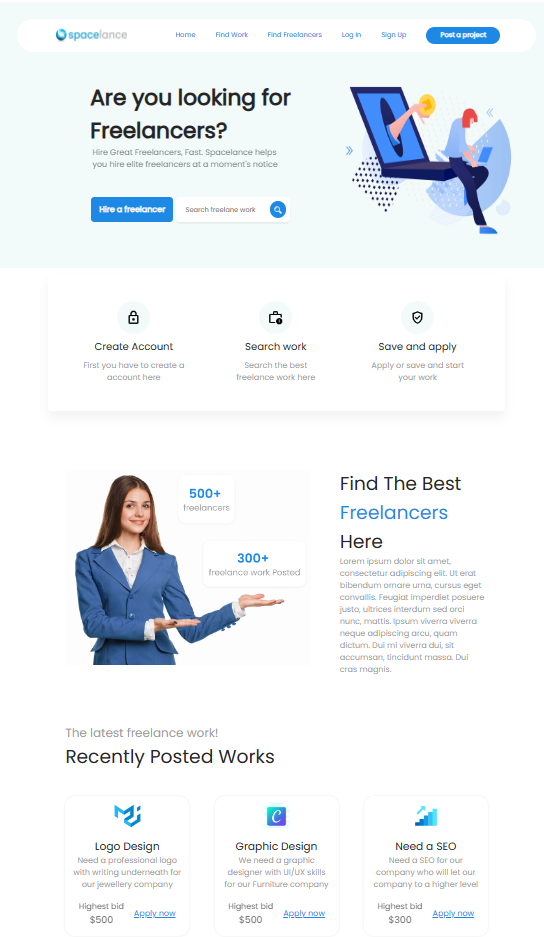 spacelance
Home Find Work Find Freelancers Log In Sign Up Post a project
Are you looking for
Freelancers?
Hire Great Freelancers, Fast. Spacelance helps
you hire elite freelancers at a moment's notice
Hire a freelancer Search freelane work
Create Account
First you have to create a
account here
Search work
Search the best
freelance work here
Save and apply
Apply or save and start
your work
500+
freelancers
300+
freelance work Posted
Find The Best
Freelancers
Here
Lorem ipsum dolor sit amet,
consectetur adipiscing elit. Ut erat
bibendum ornare urna, cursus eget
convallis. Feugiat imperdiet posuere
justo, ultrices interdum sed orci
nunc, mattis. Ipsum viverra viverra
neque adipiscing arcu, quam
dictum. Dui mi viverra dui, sit
accumsan, tincidunt massa. Dui
cras magnis.
The latest freelance work!
Recently Posted Works
Logo Design
Need a professional logo
with writing underneath for
our jewellery company
Highest bid
$500
Apply now
Graphic Design
We need a graphic
designer with UI/UX skills
for our Furniture company
Highest bid
$500
Apply now
Need a SEO
Need a SEO for our
company who will let our
company to a higher level
Highest bid
$300
Apply now